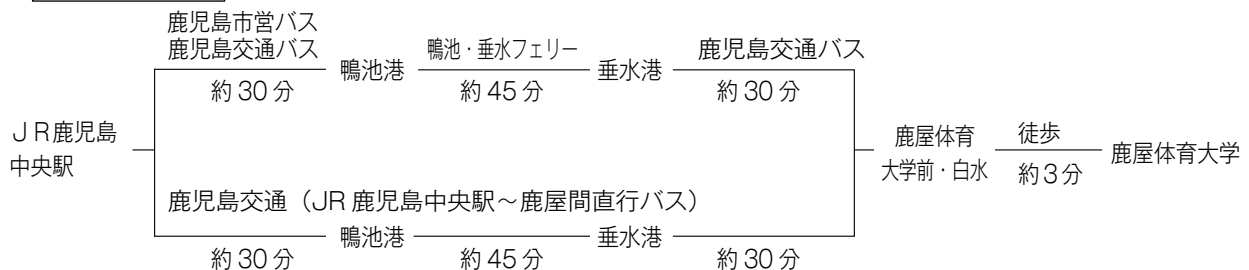 鹿児島市営バス
鹿児島交通バス
鴨池港
鴨池・垂水フェリー
垂水港
鹿児島交通バス
約30分
約45分
約30分
JR鹿児島
中央駅
鹿屋体育
大学前・白水
徒歩
約3分
鹿屋体育大学
鹿児島交通（JR鹿児島中央駅～鹿屋間直行バス）
鴨池港
垂水港
約30分
約45分
約30分